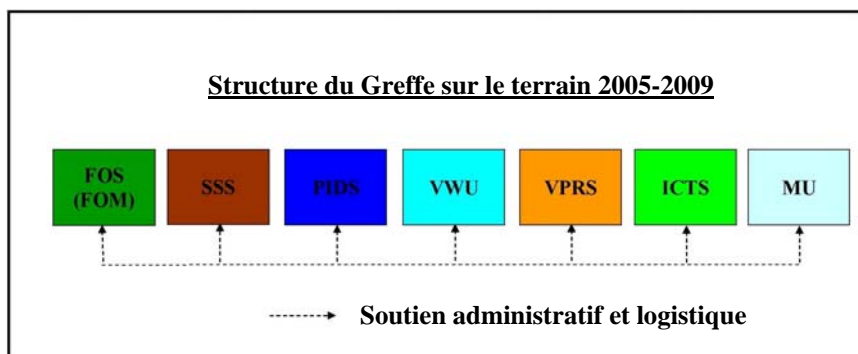 Structure du Greffe sur le terrain 2005-2009
FOS SSS PIDS VWU VPRS ICTS MU
(FOM)
Soutien administratif et logistique